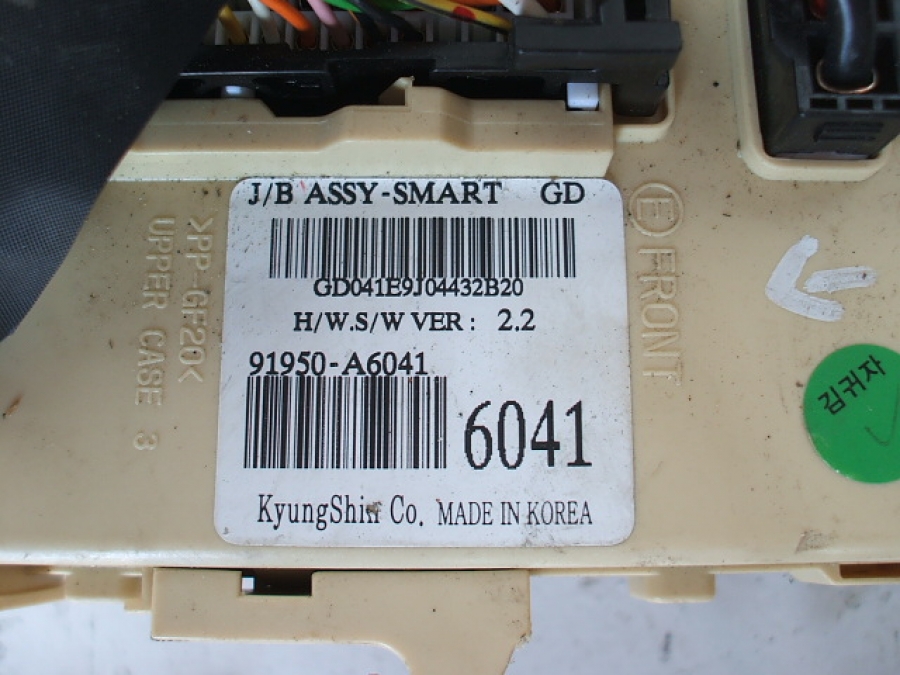 J/B ASSY-SMART GD
GD041E9J04432B20
H/W.S/W VER : 2.2
91950-A6041
6041
KyungShin Co. MADE IN KOREA
>PP-GF20<
UPPER CASE 3
E FRONT
김귀자